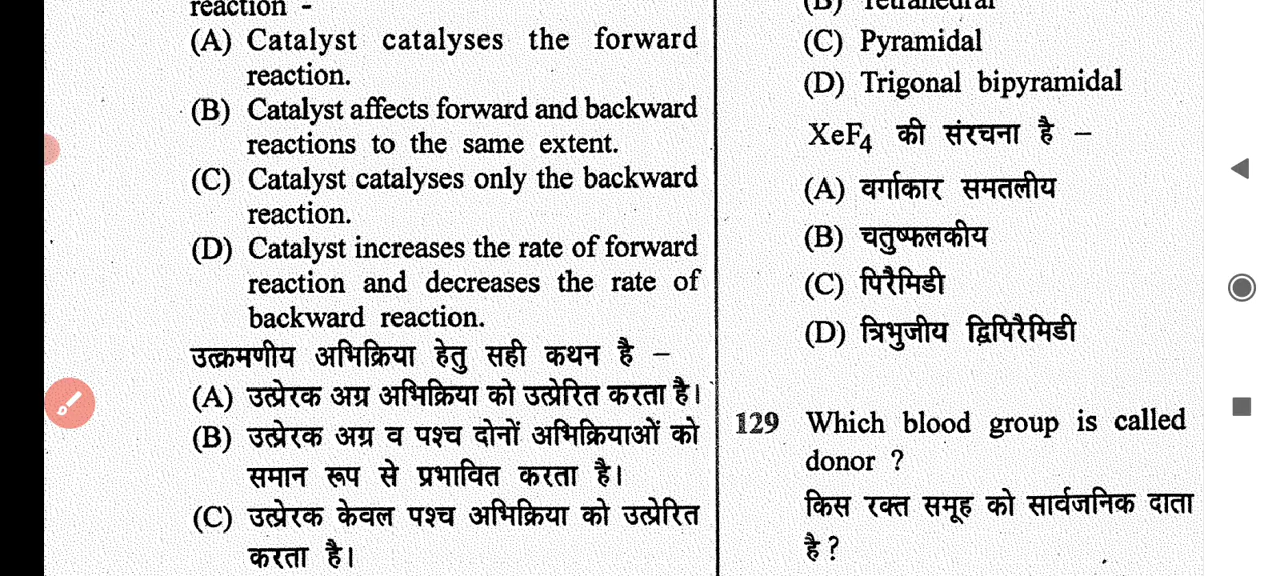 reaction -
(A) Catalyst catalyses the forward
reaction.
(B) Catalyst affects forward and backward
reactions to the same extent.
(C) Catalyst catalyses only the backward
reaction.
(D) Catalyst increases the rate of forward
reaction and decreases the rate of
backward reaction.
उत्क्रमणीय अभिक्रिया हेतु सही कथन है –
(A) उत्प्रेरक अग्र अभिक्रिया को उत्प्रेरित करता है।
(B) उत्प्रेरक अग्र व पश्च दोनों अभिक्रियाओं को
समान रूप से प्रभावित करता है।
(C) उत्प्रेरक केवल पश्च अभिक्रिया को उत्प्रेरित
करता है।
(B) Tetrahedral
(C) Pyramidal
(D) Trigonal bipyramidal
XeF₄ की संरचना है –
(A) वर्गाकार समतलीय
(B) चतुष्फलकीय
(C) पिरैमिडी
(D) त्रिभुजीय द्विपिरैमिडी
129 Which blood group is called
donor ?
किस रक्त समूह को सार्वजनिक दाता
है ?